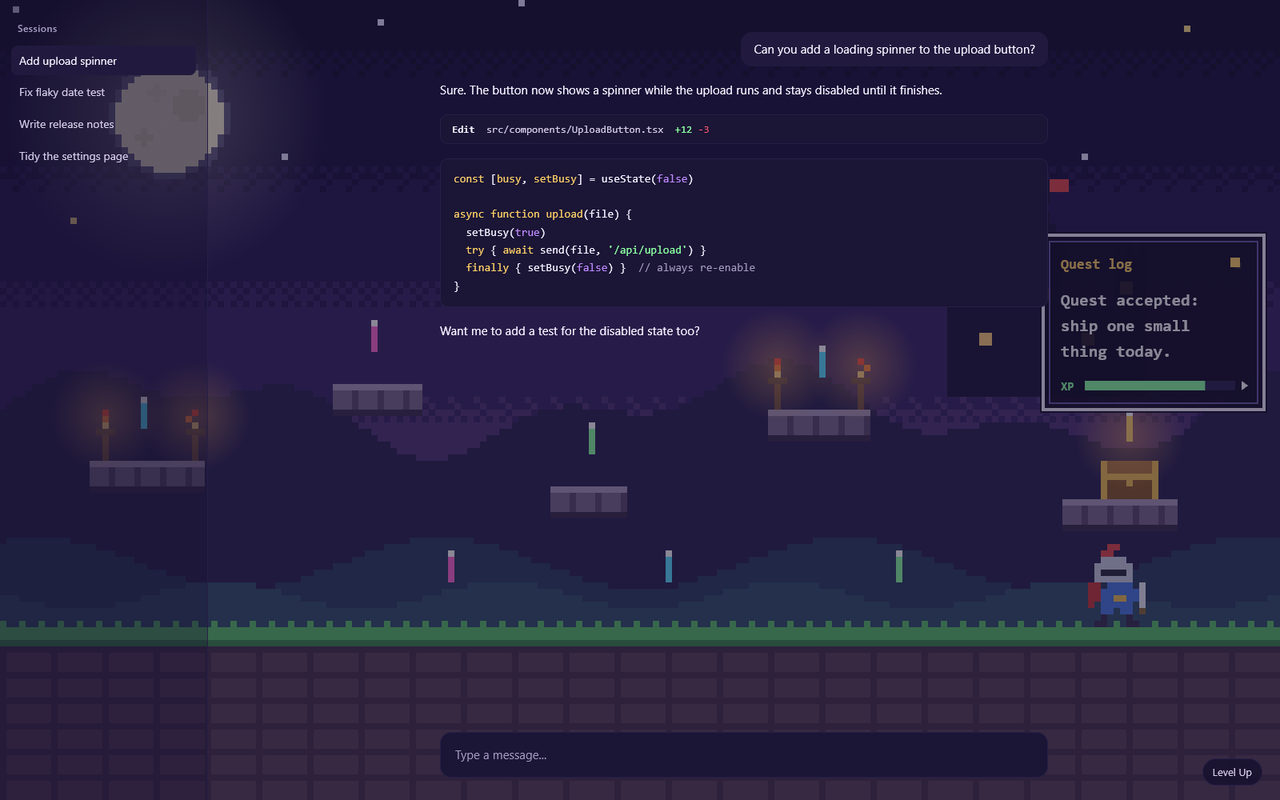 Sessions
Add upload spinner
Fix flaky date test
Write release notes
Tidy the settings page
Can you add a loading spinner to the upload button?
Sure. The button now shows a spinner while the upload runs and stays disabled until it finishes.
Edit src/components/UploadButton.tsx +12 -3
const [busy, setBusy] = useState(false)
async function upload(file) {
setBusy(true)
try { await send(file, '/api/upload') }
finally { setBusy(false) } // always re-enable
}
Want me to add a test for the disabled state too?
Quest log
Quest accepted:
ship one small
thing today.
XP
Type a message...
Level Up